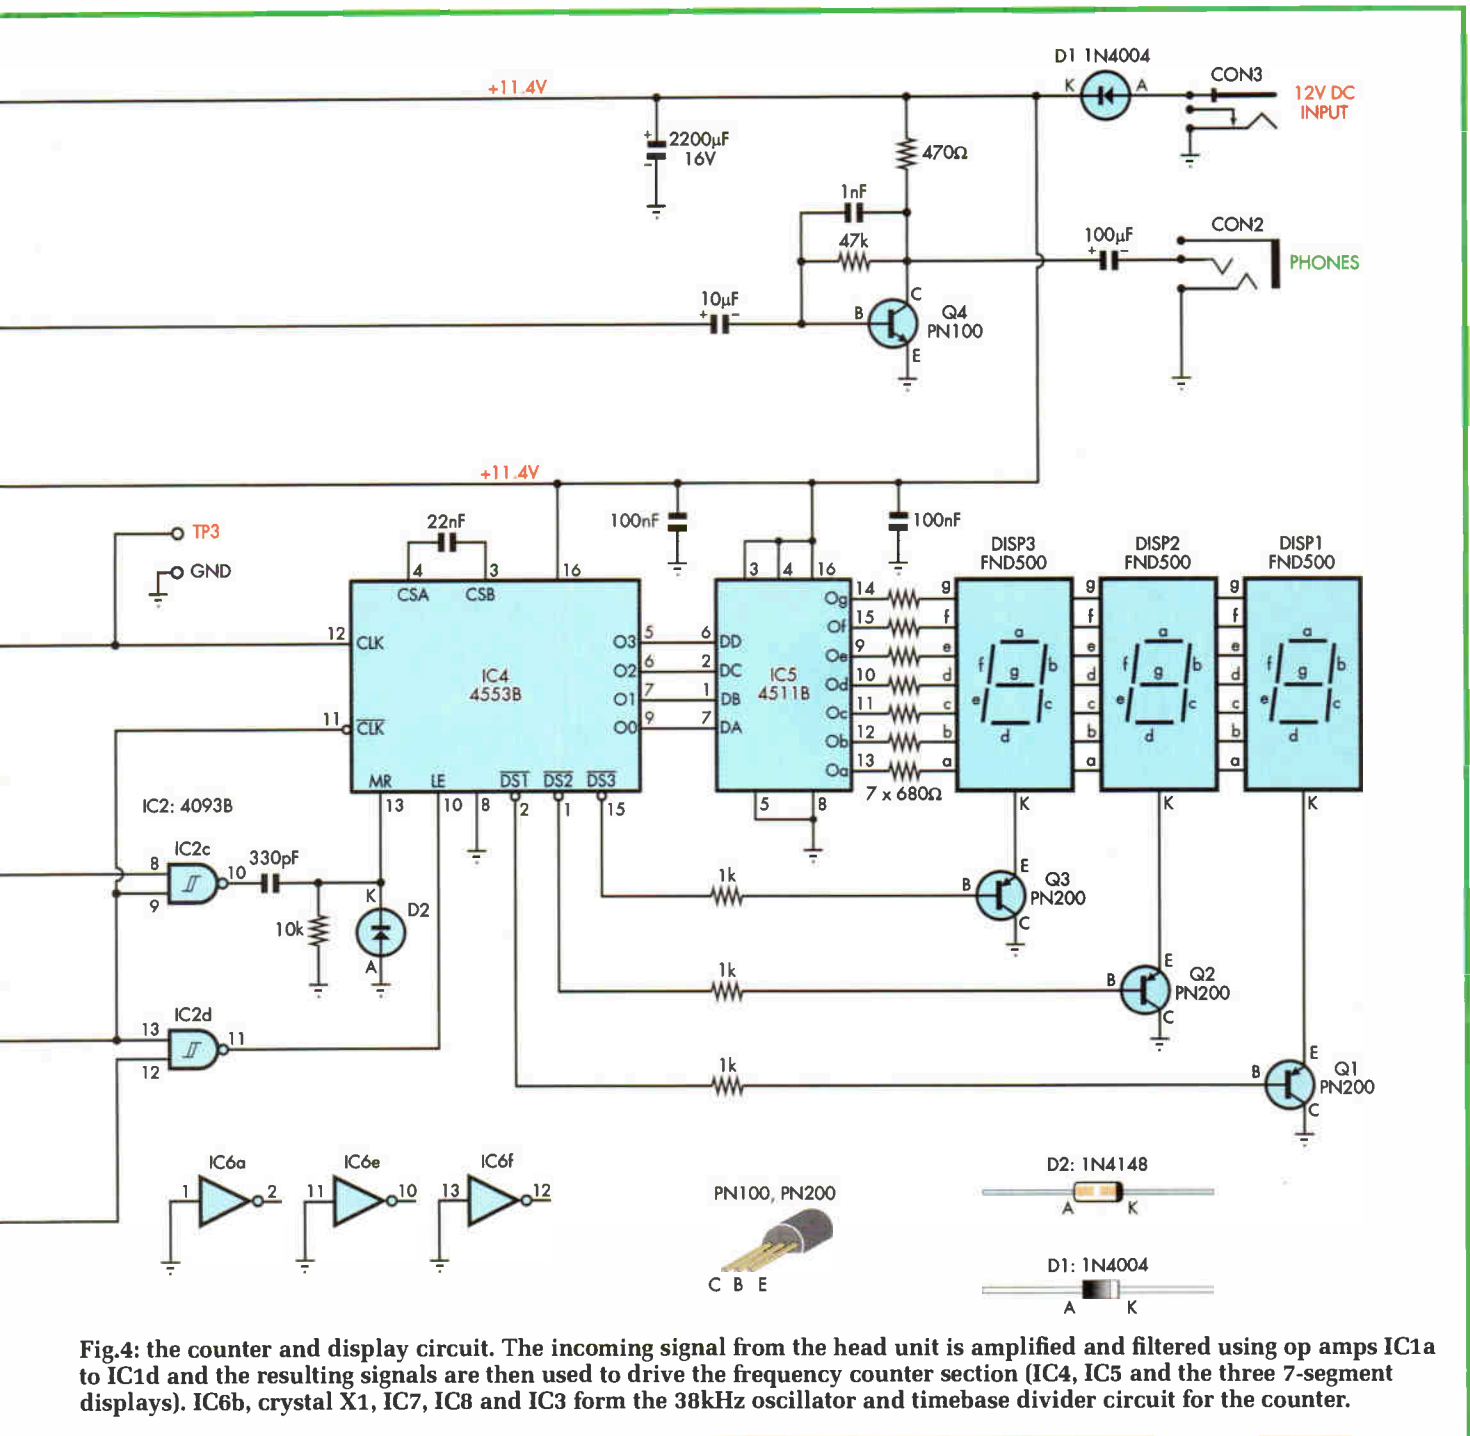 D1 1N4004
K
A
CON3
12V DC
INPUT
+11.4V
+
2200µF
16V
−
470Ω
1nF
47k
100µF
+ −
CON2
PHONES
10µF
+ −
B
C
E
Q4
PN100
+11.4V
TP3
GND
22nF
100nF
100nF
4
3
16
CSA
CSB
12
CLK
11
CLK
IC4
4553B
O3
5
O2
6
O1
7
O0
9
MR
LE
DS1
DS2
DS3
13
10
8
2
1
15
3
4
16
6
DD
2
DC
1
DB
7
DA
IC5
4511B
Og
14
Of
15
Oe
9
Od
10
Oc
11
Ob
12
Oa
13
5
8
7 x 680Ω
g
f
e
d
c
b
a
DISP3
FND500
a
f
b
g
e
c
d
K
g
f
e
d
c
b
a
DISP2
FND500
a
f
b
g
e
c
d
K
g
f
e
d
c
b
a
DISP1
FND500
a
f
b
g
e
c
d
K
IC2: 4093B
IC2c
8
9
10
330pF
10k
K
D2
A
IC2d
13
12
11
1k
B
E
Q3
PN200
C
1k
B
E
Q2
PN200
C
1k
B
E
Q1
PN200
C
IC6a
1
2
IC6e
11
10
IC6f
13
12
PN100, PN200
C B E
D2: 1N4148
A
K
D1: 1N4004
A
K
Fig.4: the counter and display circuit. The incoming signal from the head unit is amplified and filtered using op amps IC1a
to IC1d and the resulting signals are then used to drive the frequency counter section (IC4, IC5 and the three 7-segment
displays). IC6b, crystal X1, IC7, IC8 and IC3 form the 38kHz oscillator and timebase divider circuit for the counter.